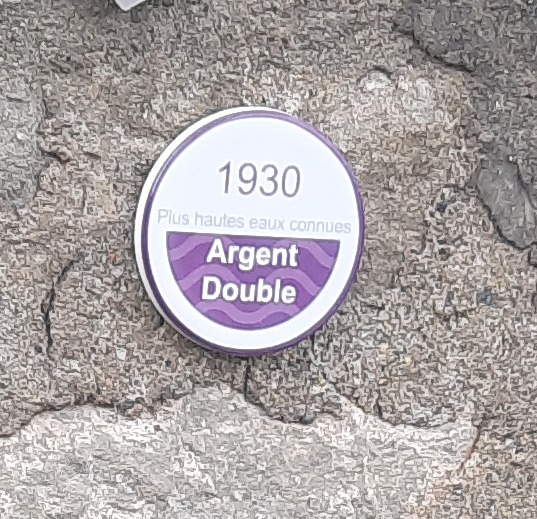 1930
Plus hautes eaux connues
Argent
Double